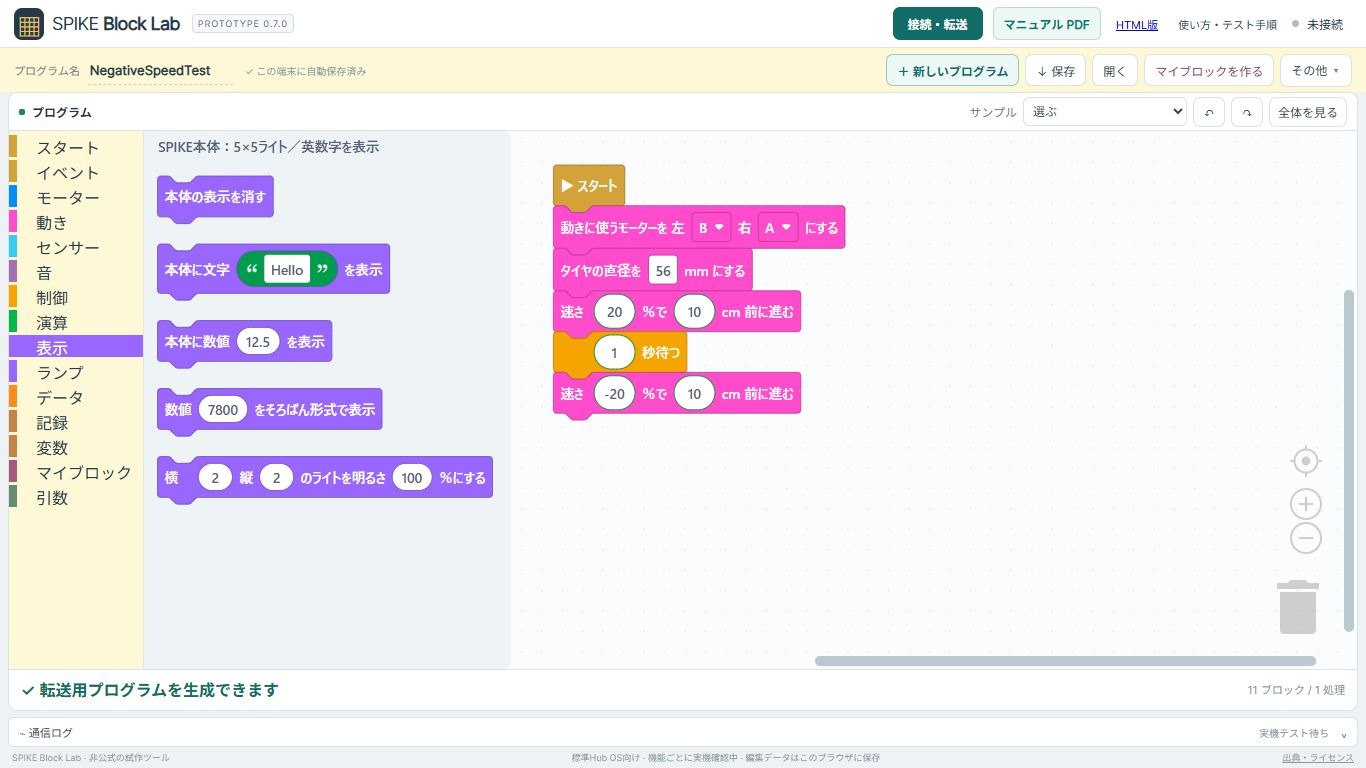 SPIKE Block Lab PROTOTYPE 0.7.0 接続・転送 マニュアル PDF HTML版 使い方・テスト手順 未接続
プログラム名 NegativeSpeedTest ✓ この端末に自動保存済み ＋ 新しいプログラム ↓ 保存 開く マイブロックを作る その他
プログラム サンプル 選ぶ ↶ ↷ 全体を見る
スタート
イベント
モーター
動き
センサー
音
制御
演算
表示
ランプ
データ
記録
変数
マイブロック
引数
SPIKE本体：5×5ライト／英数字を表示
本体の表示を消す
本体に文字 “ Hello ” を表示
本体に数値 12.5 を表示
数値 7800 をそろばん形式で表示
横 2 縦 2 のライトを明るさ 100 %にする
▶ スタート
動きに使うモーターを 左 B 右 A にする
タイヤの直径を 56 mm にする
速さ 20 %で 10 cm 前に進む
1 秒待つ
速さ -20 %で 10 cm 前に進む
✓ 転送用プログラムを生成できます 11 ブロック / 1 処理
通信ログ 実機テスト待ち
SPIKE Block Lab · 非公式の試作ツール 標準Hub OS向け · 機能ごとに実機確認中 · 編集データはこのブラウザに保存 出典・ライセンス